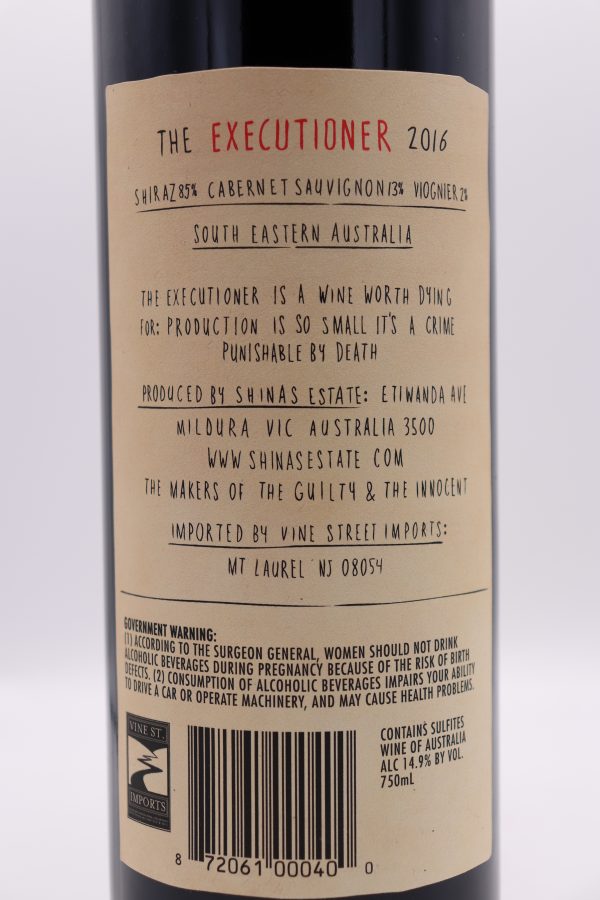 THE EXECUTIONER 2016
SHIRAZ 85% CABERNET SAUVIGNON 13% VIOGNIER 2%
SOUTH EASTERN AUSTRALIA
THE EXECUTIONER IS A WINE WORTH DYING
FOR: PRODUCTION IS SO SMALL IT'S A CRIME
PUNISHABLE BY DEATH
PRODUCED BY SHINAS ESTATE: ETIWANDA AVE
MILDURA VIC AUSTRALIA 3500
WWW SHINASESTATE COM
THE MAKERS OF THE GUILTY & THE INNOCENT
IMPORTED BY VINE STREET IMPORTS:
MT LAUREL NJ 08054
GOVERNMENT WARNING:
(1) ACCORDING TO THE SURGEON GENERAL, WOMEN SHOULD NOT DRINK
ALCOHOLIC BEVERAGES DURING PREGNANCY BECAUSE OF THE RISK OF BIRTH
DEFECTS. (2) CONSUMPTION OF ALCOHOLIC BEVERAGES IMPAIRS YOUR ABILITY
TO DRIVE A CAR OR OPERATE MACHINERY, AND MAY CAUSE HEALTH PROBLEMS.
VINE ST.
IMPORTS
CONTAINS SULFITES
WINE OF AUSTRALIA
ALC 14.9% BY VOL.
750mL
8 72061 00040 0